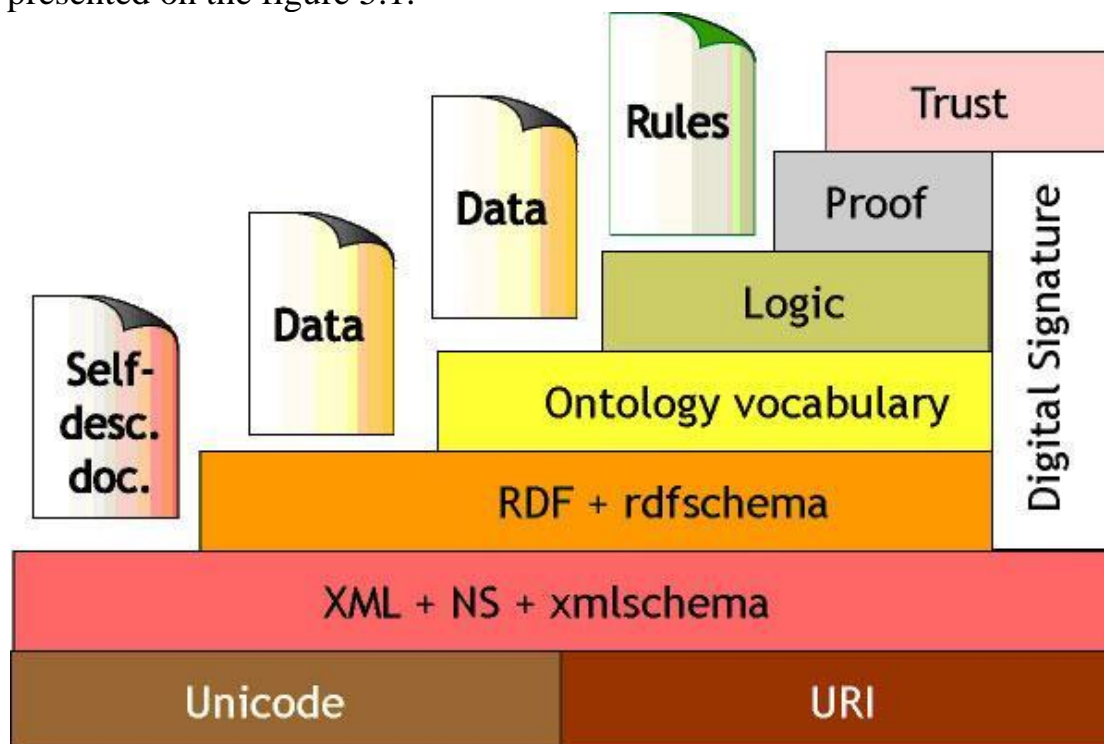 presented on the figure 3.1.
Rules
Trust
Data
Proof
Data
Logic
Self-
desc.
doc.
Ontology vocabulary
Digital Signature
RDF + rdfschema
XML + NS + xmlschema
Unicode
URI